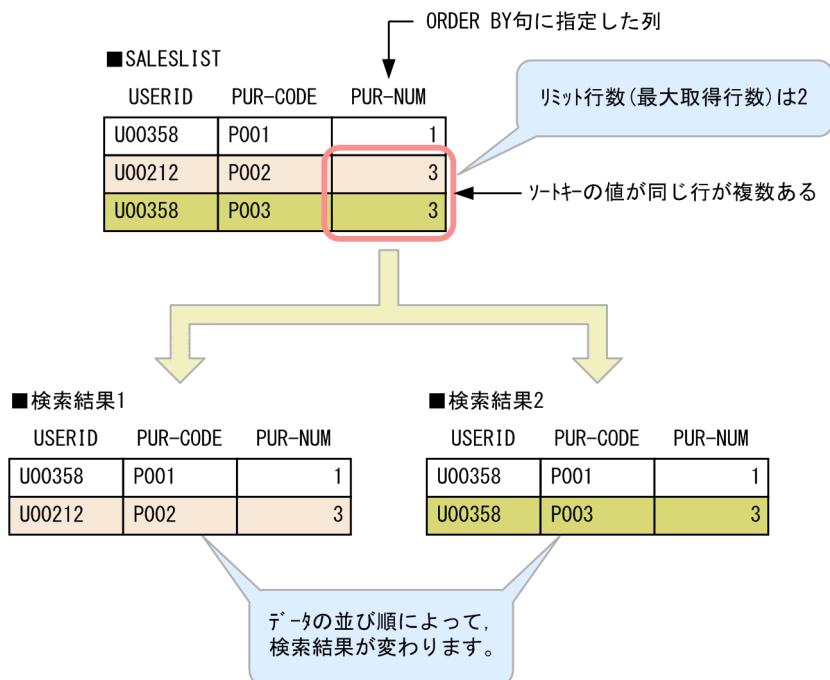 ORDER BY句に指定した列
■SALESLIST
USERID PUR-CODE PUR-NUM
U00358 P001 1
U00212 P002 3
U00358 P003 3
ﾘﾐｯﾄ行数(最大取得行数)は2
ｿｰﾄｷｰの値が同じ行が複数ある
■検索結果1
USERID PUR-CODE PUR-NUM
U00358 P001 1
U00212 P002 3
■検索結果2
USERID PUR-CODE PUR-NUM
U00358 P001 1
U00358 P003 3
ﾃﾞｰﾀの並び順によって,
検索結果が変わります。